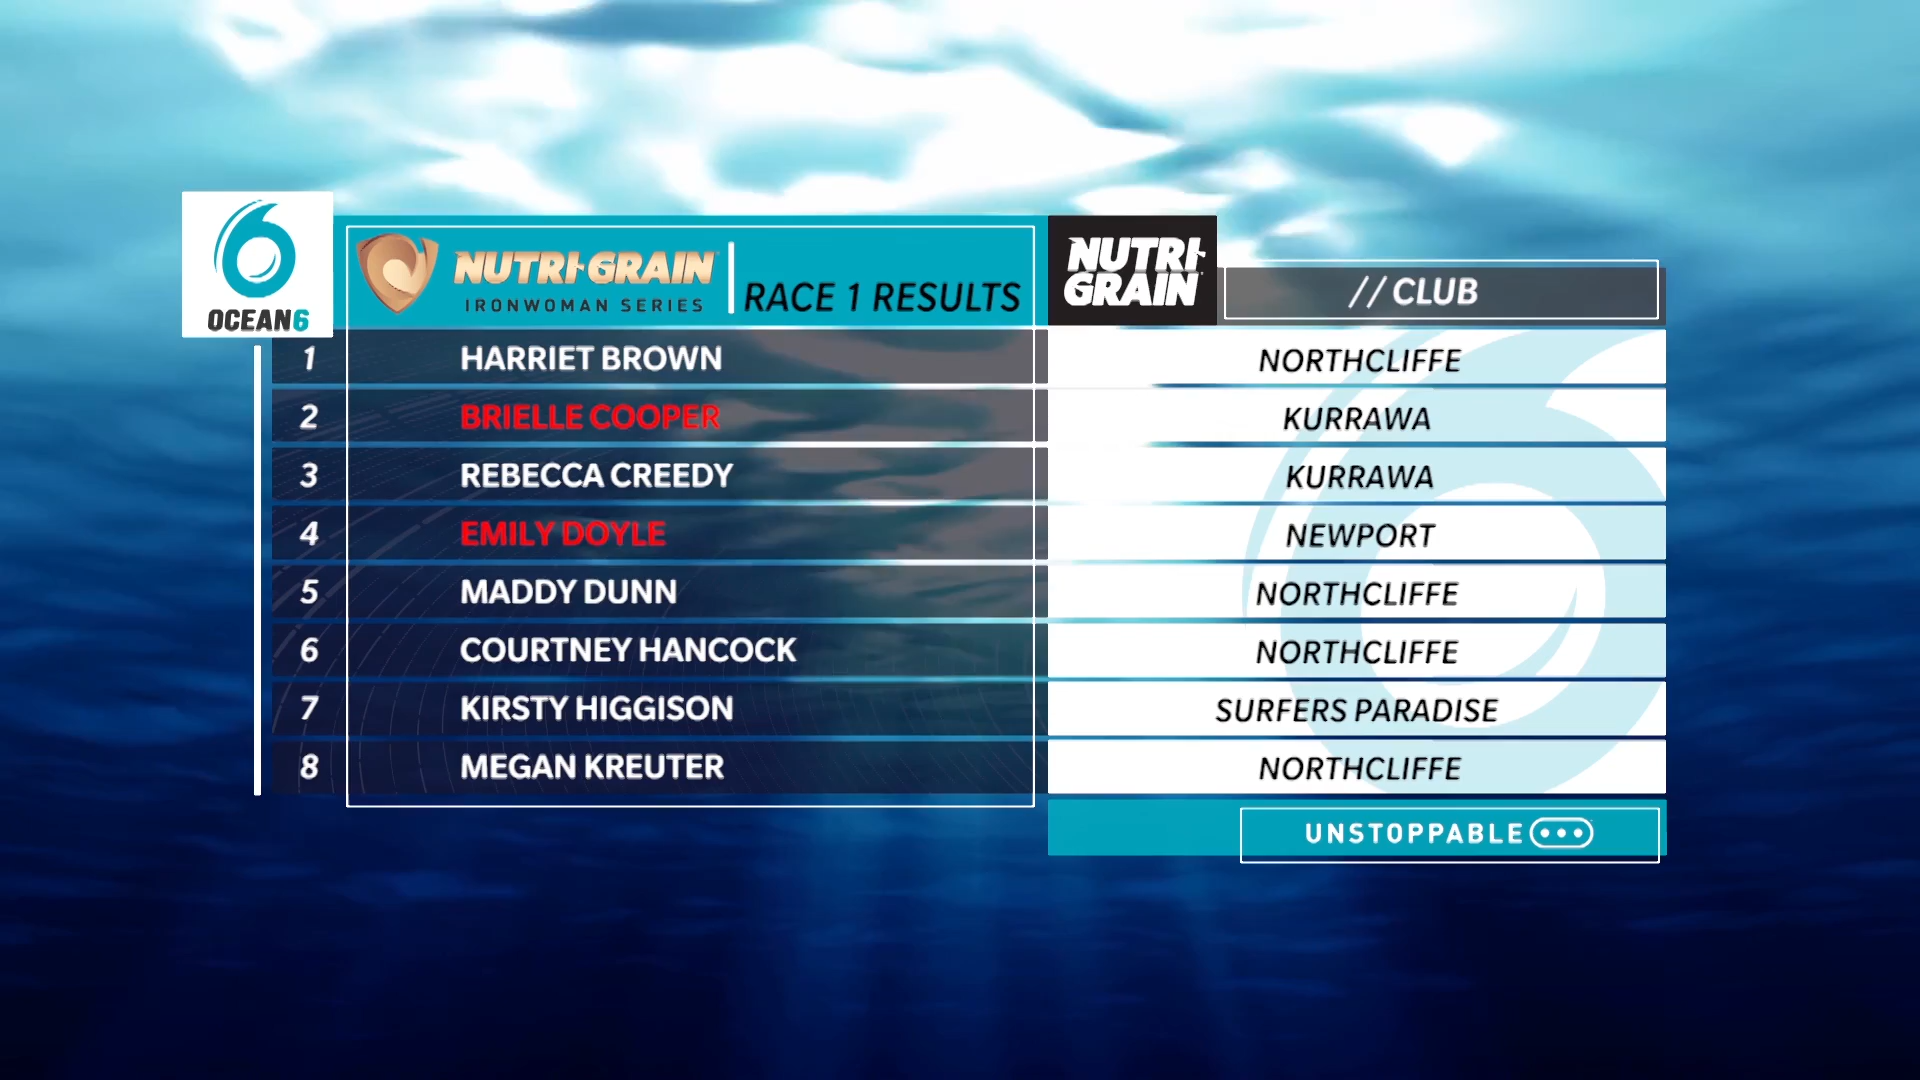 6
OCEAN6
NUTRI-GRAIN
IRONWOMAN SERIES
RACE 1 RESULTS
NUTRI-
GRAIN
// CLUB
1 HARRIET BROWN NORTHCLIFFE
2 BRIELLE COOPER KURRAWA
3 REBECCA CREEDY KURRAWA
4 EMILY DOYLE NEWPORT
5 MADDY DUNN NORTHCLIFFE
6 COURTNEY HANCOCK NORTHCLIFFE
7 KIRSTY HIGGISON SURFERS PARADISE
8 MEGAN KREUTER NORTHCLIFFE
UNSTOPPABLE